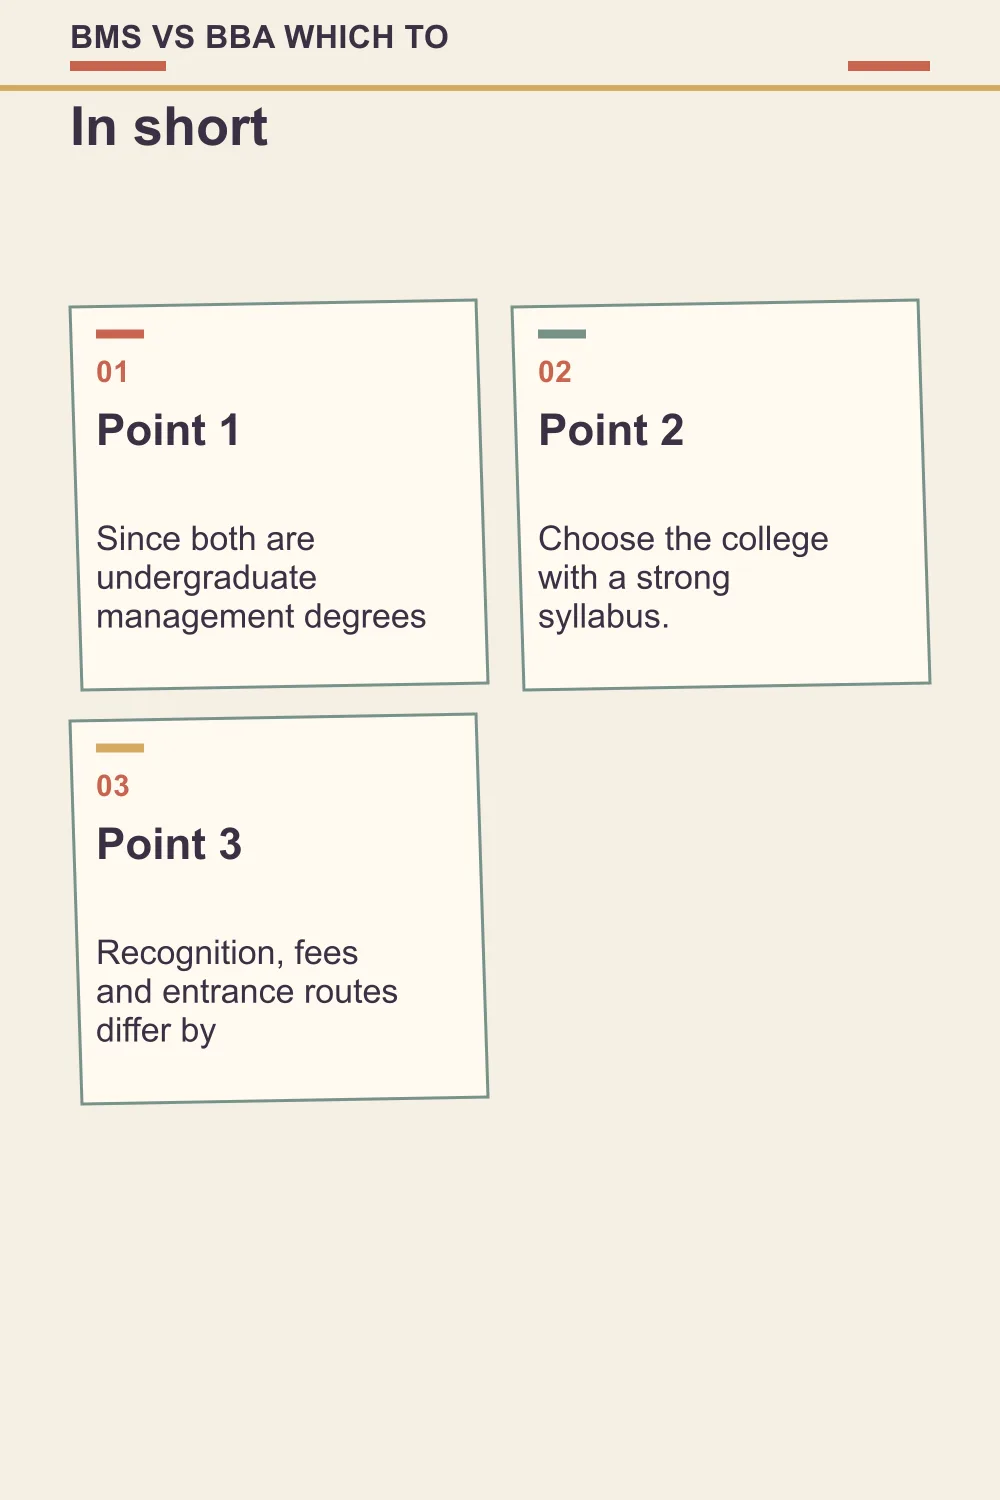 BMS VS BBA WHICH TO
In short
01
Point 1
Since both are
undergraduate
management degrees
02
Point 2
Choose the college
with a strong
syllabus.
03
Point 3
Recognition, fees
and entrance routes
differ by